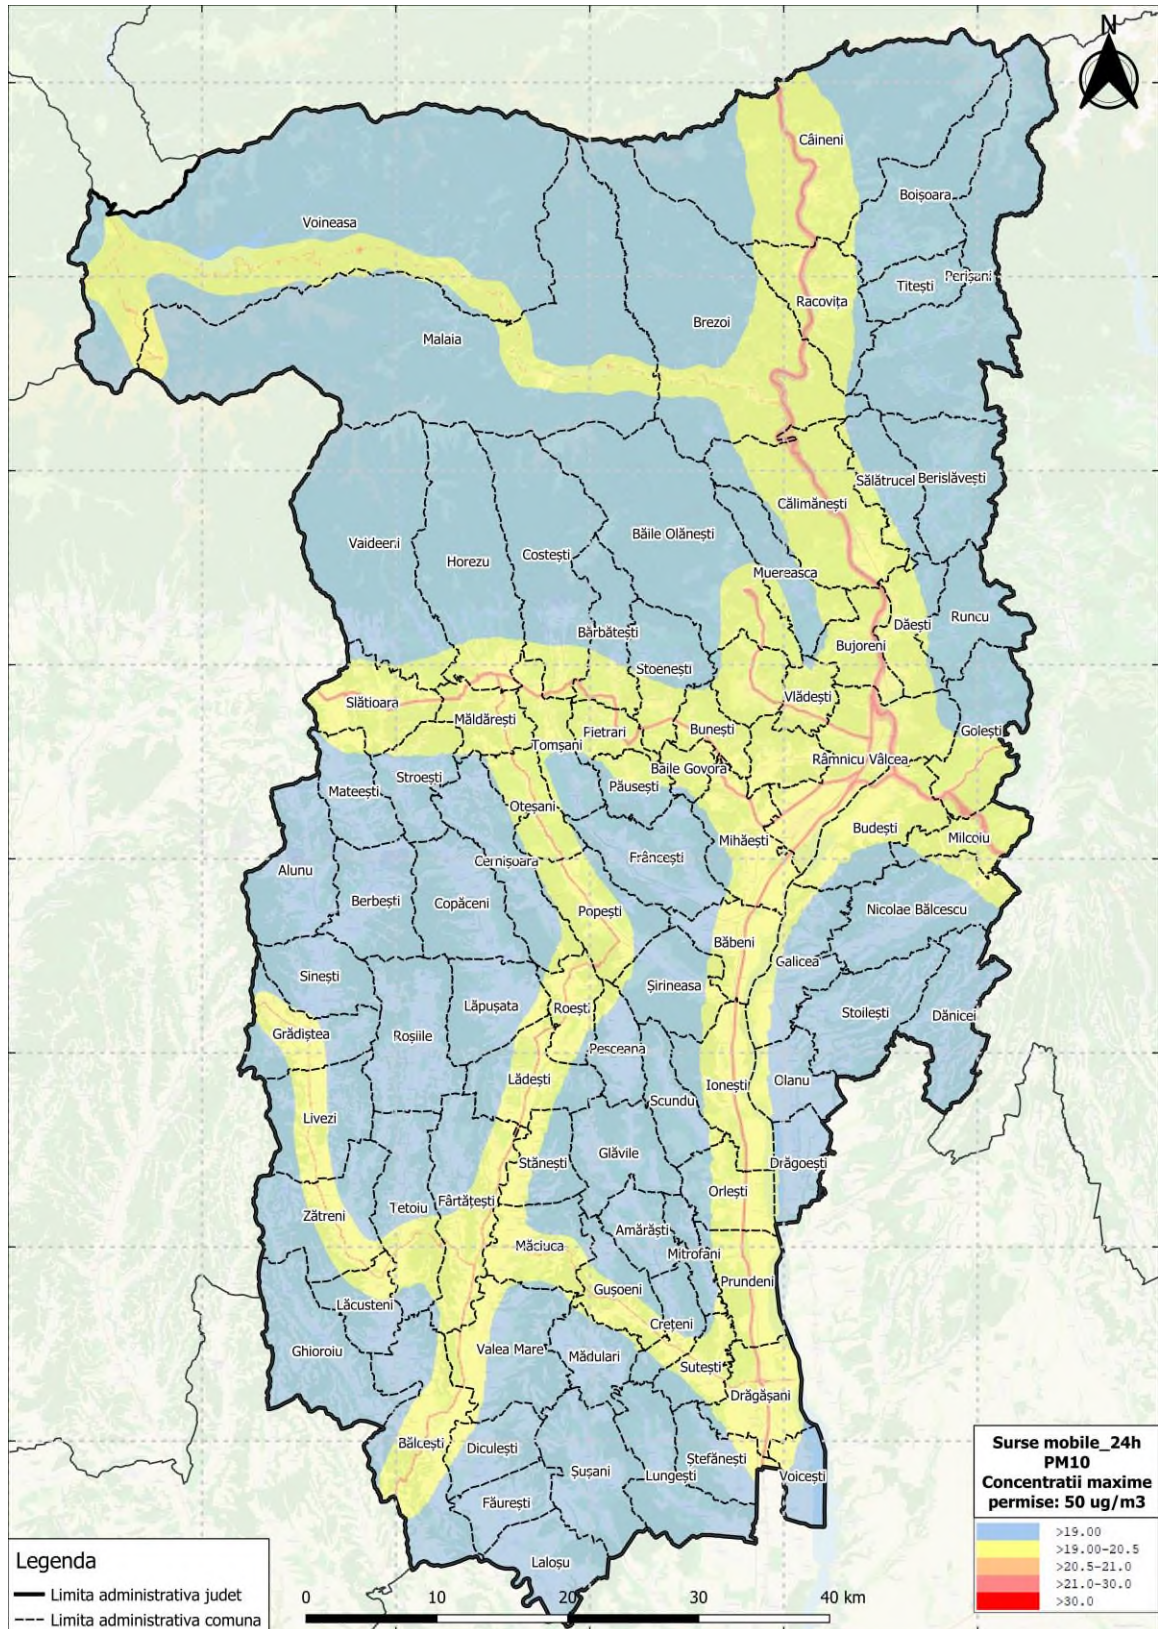 N
Câineni
Boișoara
Voineasa
Titești
Perișani
Racovița
Brezoi
Malaia
Sălătrucel
Berislăvești
Călimănești
Băile Olănești
Vaideeni
Costești
Horezu
Muereasca
Runcu
Dăești
Bărbătești
Bujoreni
Stoenești
Vlădești
Slătioara
Măldărești
Pietrari
Bunești
Golești
Tomșani
Râmnicu Vâlcea
Băile Govora
Stroești
Păusești
Mateești
Oteșani
Budești
Milcoiu
Mihăești
Frâncești
Cernișoara
Alunu
Berbești
Copăceni
Popești
Nicolae Bălcescu
Băbeni
Galicea
Sinești
Șirineasa
Lăpușata
Roești
Stoilești
Dănicei
Grădiștea
Roșiile
Pesceana
Lădești
Ionești
Olanu
Scundu
Livezi
Glăvile
Stănești
Drăgoești
Orlești
Fârtățești
Tetoiu
Zătreni
Amărăști
Măciuca
Mitrofani
Prundeni
Gușoeni
Lăcusteni
Crețeni
Ghioroiu
Valea Mare
Mădulari
Sutești
Drăgășani
Bălcești
Diculești
Ștefănești
Șușani
Lungești
Voicești
Făurești
Laloșu
Surse mobile_24h
PM10
Concentratii maxime
permise: 50 ug/m3
>19.00
>19.00-20.5
>20.5-21.0
>21.0-30.0
>30.0
Legenda
Limita administrativa judet
Limita administrativa comuna
0 10 20 30 40 km